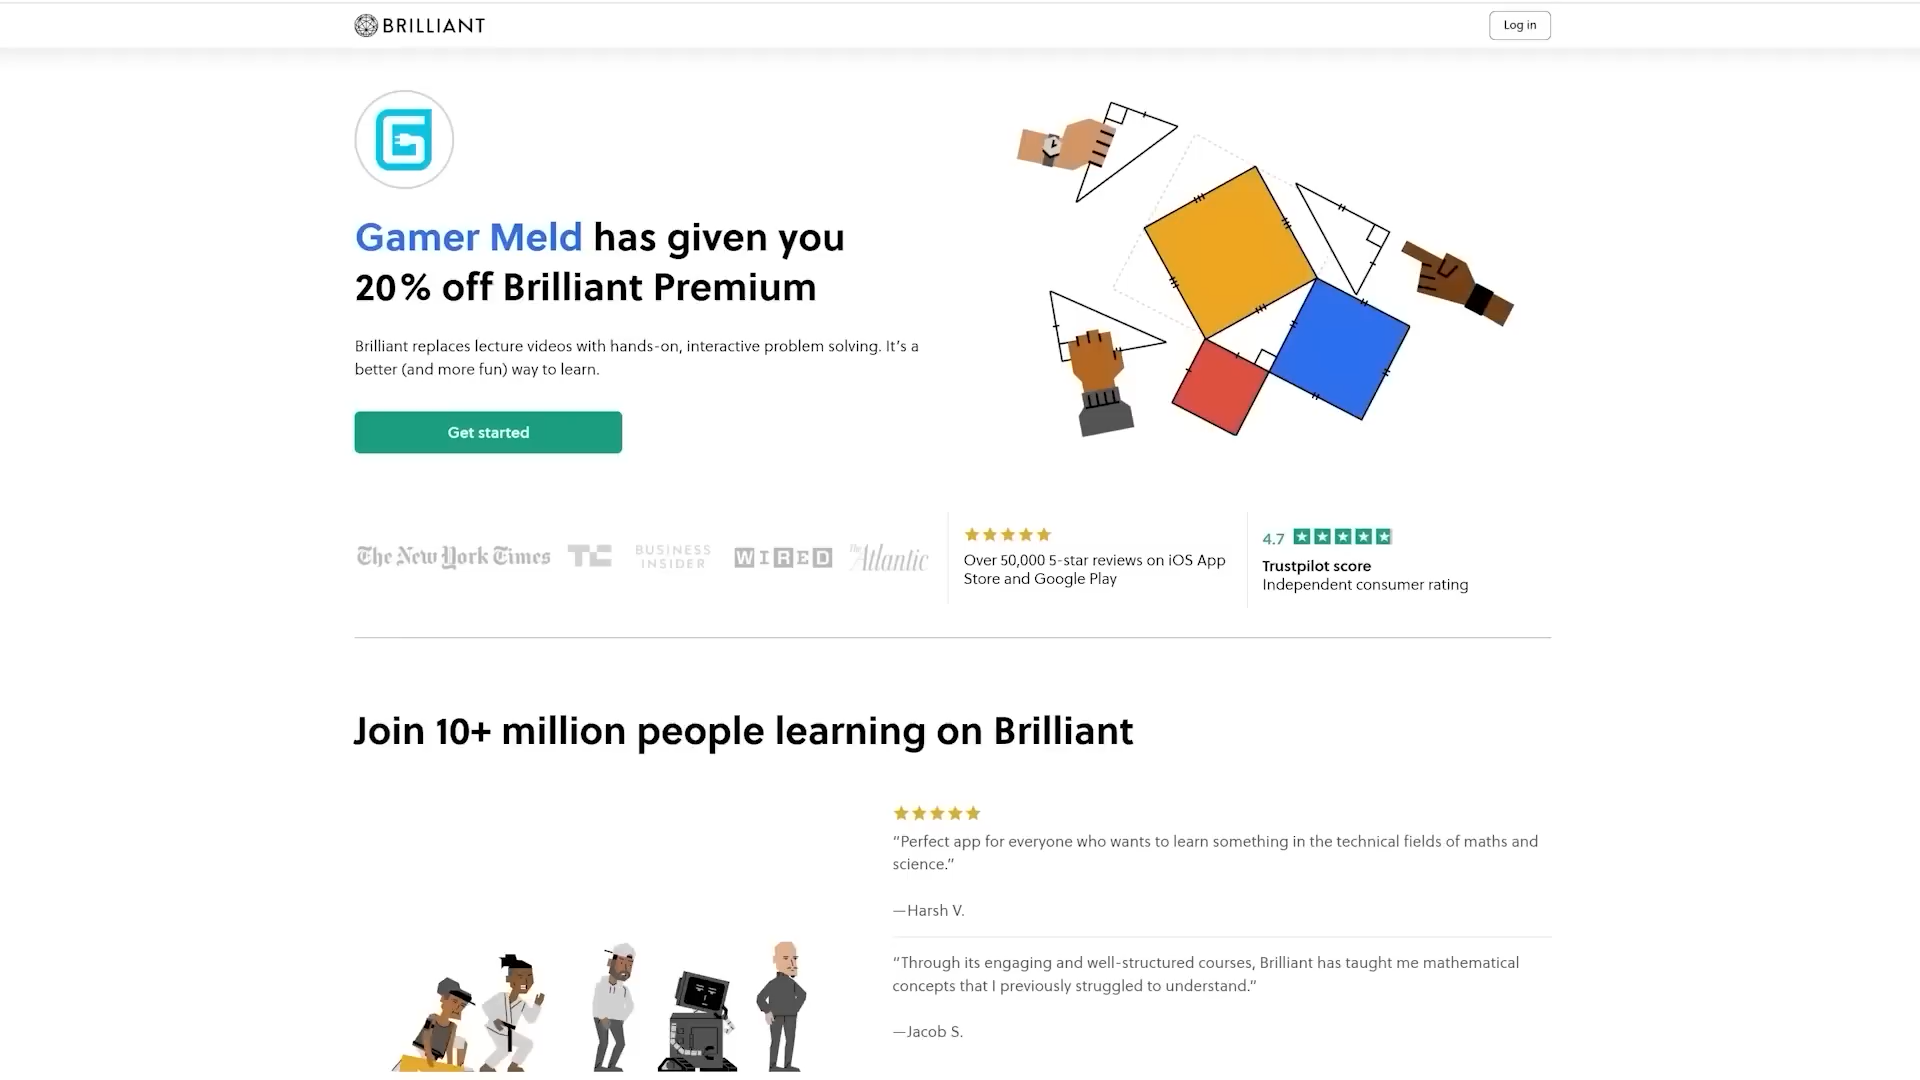 BRILLIANT
Log in
G
Gamer Meld has given you
20% off Brilliant Premium
Brilliant replaces lecture videos with hands-on, interactive problem solving. It’s a
better (and more fun) way to learn.
Get started
The New York Times
TC
BUSINESS
INSIDER
WIRED
The Atlantic
Over 50,000 5-star reviews on iOS App
Store and Google Play
4.7
Trustpilot score
Independent consumer rating
Join 10+ million people learning on Brilliant
“Perfect app for everyone who wants to learn something in the technical fields of maths and
science.”
—Harsh V.
“Through its engaging and well-structured courses, Brilliant has taught me mathematical
concepts that I previously struggled to understand.”
—Jacob S.